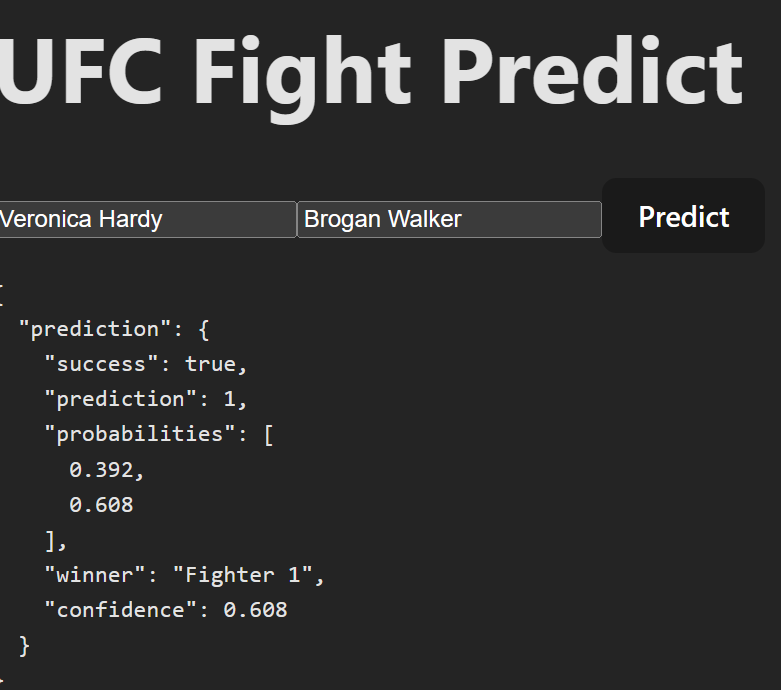 UFC Fight Predict
Veronica Hardy Brogan Walker Predict
{
"prediction": {
"success": true,
"prediction": 1,
"probabilities": [
0.392,
0.608
],
"winner": "Fighter 1",
"confidence": 0.608
}
}